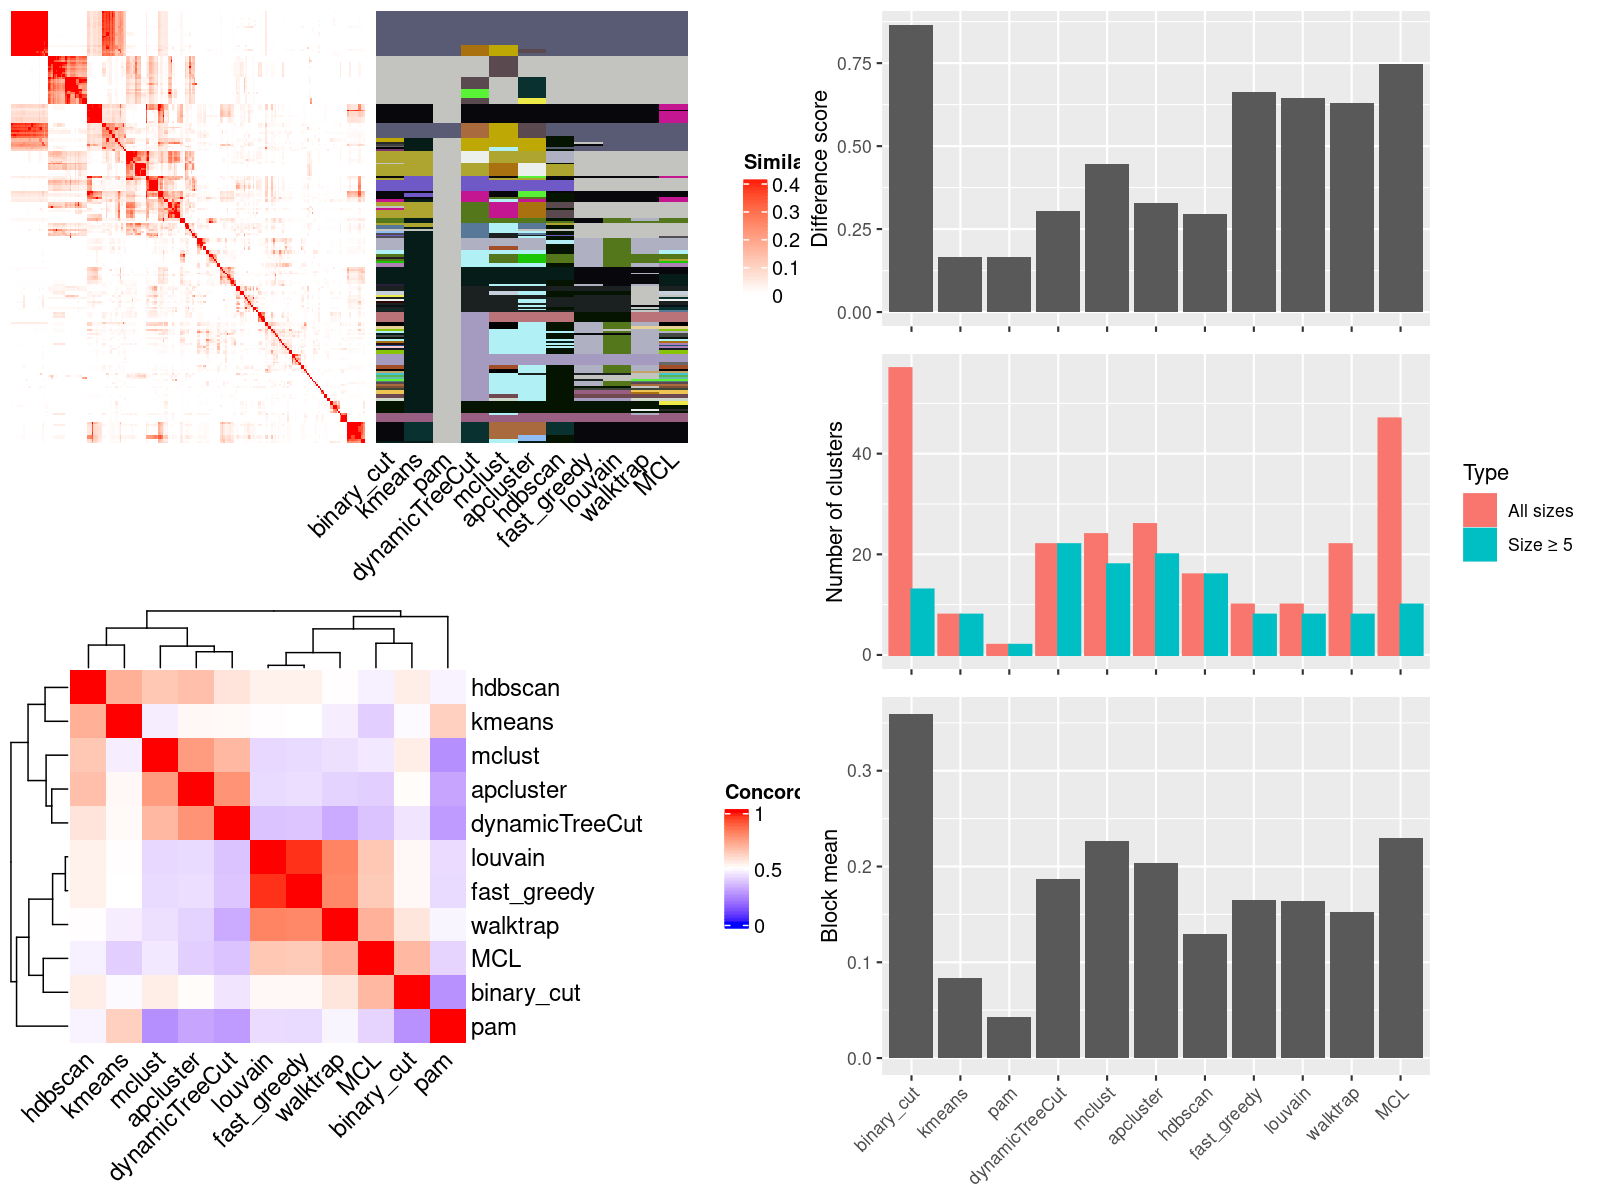 Simila
0.4
0.3
0.2
0.1
0
binary_cut
kmeans
pam
dynamicTreeCut
mclust
apcluster
hdbscan
fast_greedy
louvain
walktrap
MCL
hdbscan
kmeans
mclust
apcluster
dynamicTreeCut
louvain
fast_greedy
walktrap
MCL
binary_cut
pam
hdbscan
kmeans
mclust
apcluster
dynamicTreeCut
louvain
fast_greedy
walktrap
MCL
binary_cut
pam
Concord
1
0.5
0
Difference score
0.75
0.50
0.25
0.00
Number of clusters
40
20
0
Type
All sizes
Size ≥ 5
Block mean
0.3
0.2
0.1
0.0
binary_cut
kmeans
pam
dynamicTreeCut
mclust
apcluster
hdbscan
fast_greedy
louvain
walktrap
MCL